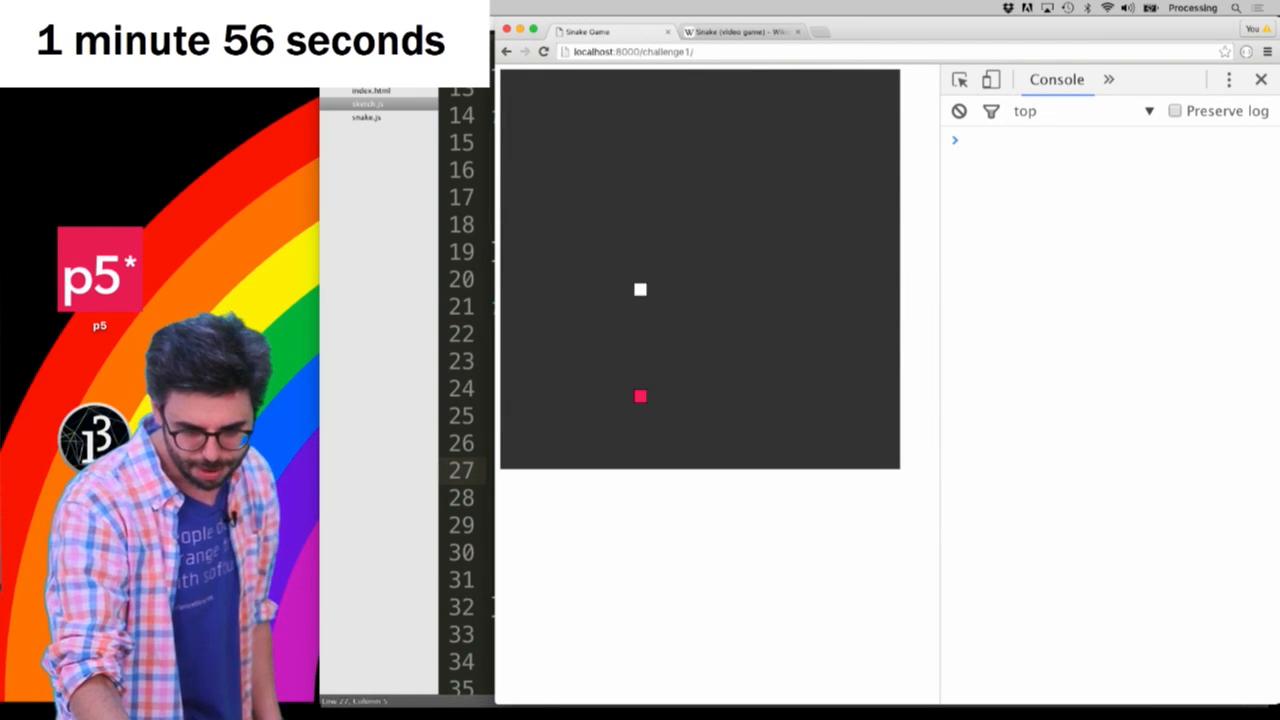 1 minute 56 seconds
Processing
Snake Game
Snake (video game) - Wiki
You
localhost:8000/challenge1/
index.html
sketch.js
snake.js
Console
top
Preserve log
13
14
15
16
17
18
19
20
21
22
23
24
25
26
27
28
29
30
31
32
33
34
35
p5*
p5
Line 27, Column 5